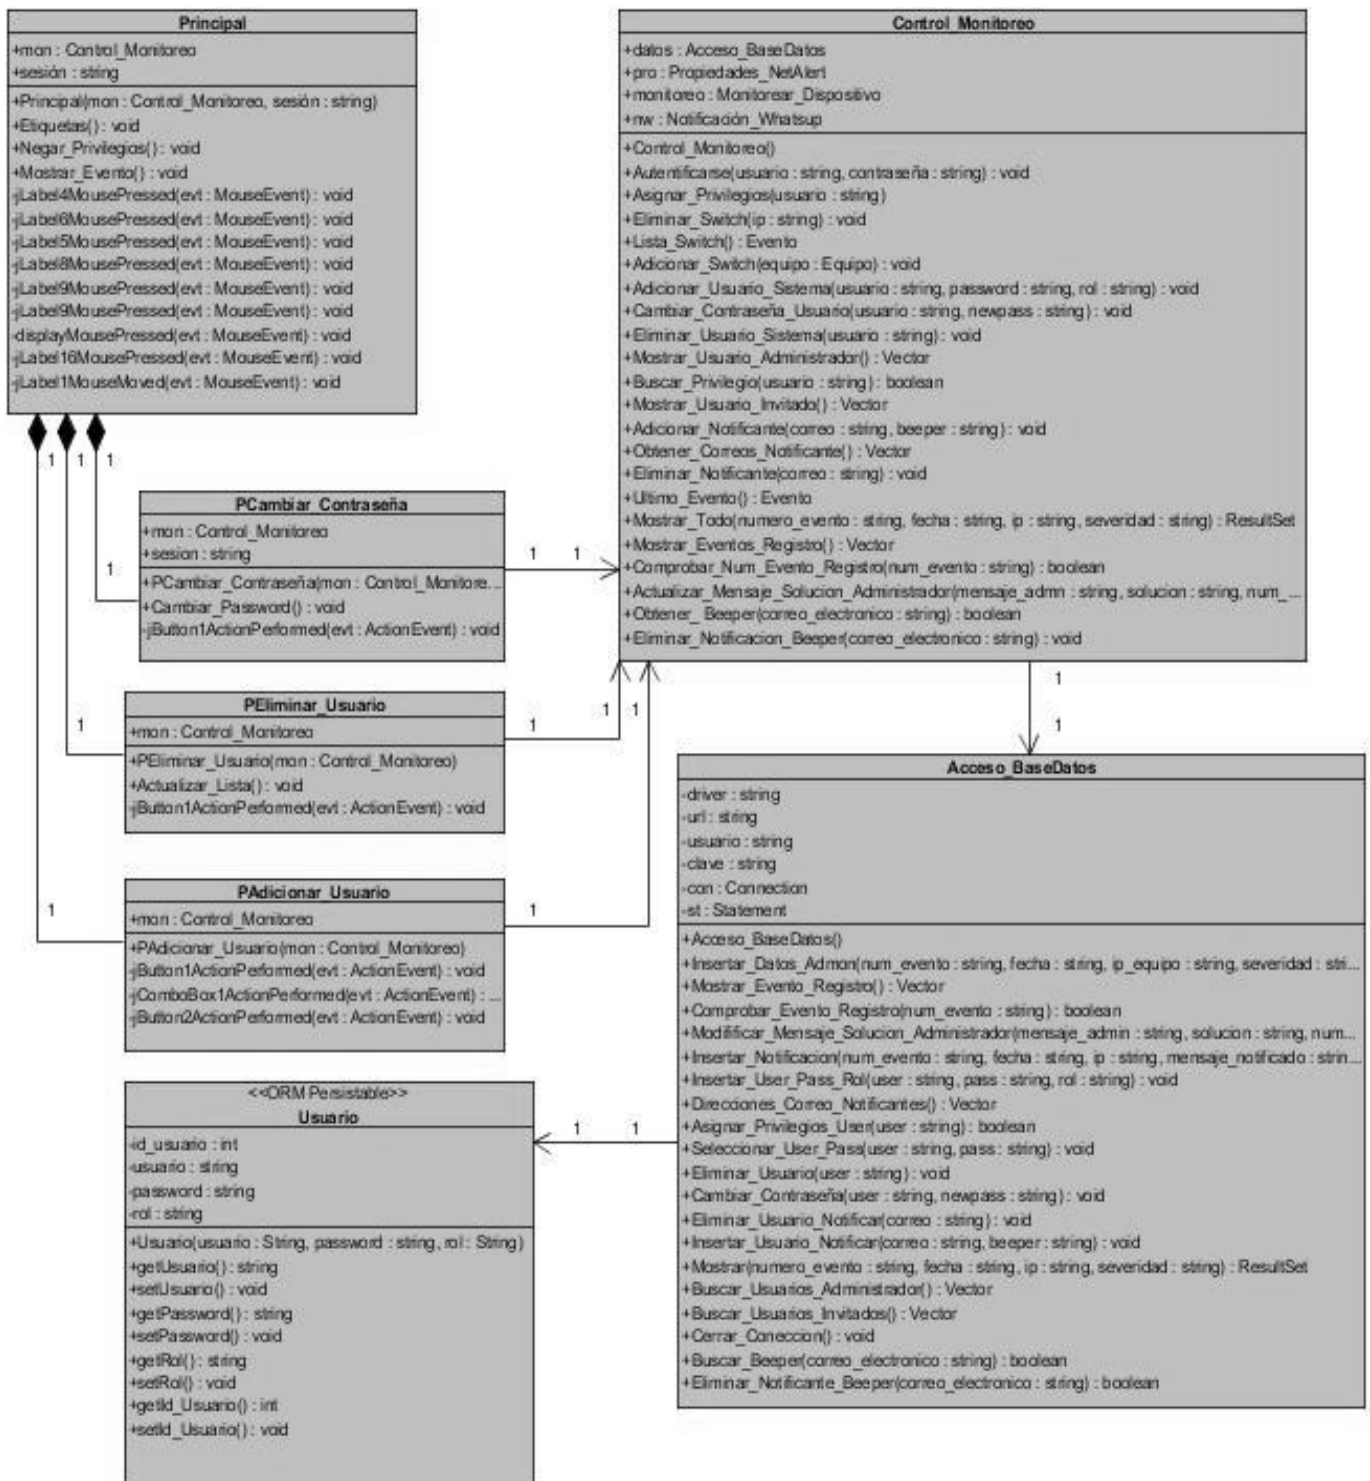 Principal
+mon : Control_Monitoreo
+sesión : string
+Principal(mon : Control_Monitoreo, sesión : string)
+Etiquetas() : void
+Negar_Privilegios() : void
+Mostrar_Evento() : void
-jLabel4MousePressed(evt : MouseEvent) : void
-jLabel6MousePressed(evt : MouseEvent) : void
-jLabel5MousePressed(evt : MouseEvent) : void
-jLabel8MousePressed(evt : MouseEvent) : void
-jLabel9MousePressed(evt : MouseEvent) : void
-jLabel9MousePressed(evt : MouseEvent) : void
-displayMousePressed(evt : MouseEvent) : void
-jLabel16MousePressed(evt : MouseEvent) : void
-jLabel1MouseMoved(evt : MouseEvent) : void
1 1 1
Control_Monitoreo
+datos : Acceso_BaseDatos
+pro : Propiedades_NetAlert
+monitoreo : Monitorear_Dispositivo
+nw : Notificación_Whatsup
+Control_Monitoreo()
+Autentificarse(usuario : string, contraseña : string) : void
+Asignar_Privilegios(usuario : string)
+Eliminar_Switch(ip : string) : void
+Lista_Switch() : Evento
+Adicionar_Switch(equipo : Equipo) : void
+Adicionar_Usuario_Sistema(usuario : string, password : string, rol : string) : void
+Cambiar_Contraseña_Usuario(usuario : string, newpass : string) : void
+Eliminar_Usuario_Sistema(usuario : string) : void
+Mostrar_Usuario_Administrador() : Vector
+Buscar_Privilegio(usuario : string) : boolean
+Mostrar_Usuario_Invitado() : Vector
+Adicionar_Notificante(correo : string, beeper : string) : void
+Obtener_Correos_Notificante() : Vector
+Eliminar_Notificante(correo : string) : void
+Ultimo_Evento() : Evento
+Mostrar_Todo(numero_evento : string, fecha : string, ip : string, severidad : string) : ResultSet
+Mostrar_Eventos_Registro() : Vector
+Comprobar_Num_Evento_Registro(num_evento : string) : boolean
+Actualizar_Mensaje_Solucion_Administrador(mensaje_admn : string, solucion : string, num_...
+Obtener_Beeper(correo_electronico : string) : boolean
+Eliminar_Notificacion_Beeper(correo_electronico : string) : void
PCambiar_Contraseña
+mon : Control_Monitoreo
+sesion : string
+PCambiar_Contraseña(mon : Control_Monitore...
+Cambiar_Password() : void
-jButton1ActionPerformed(evt : ActionEvent) : void
1
1 1
PEliminar_Usuario
+mon : Control_Monitoreo
+PEliminar_Usuario(mon : Control_Monitoreo)
+Actualizar_Lista() : void
-jButton1ActionPerformed(evt : ActionEvent) : void
1
1 1 1
1
1
PAdicionar_Usuario
+mon : Control_Monitoreo
+PAdicionar_Usuario(mon : Control_Monitoreo)
-jButton1ActionPerformed(evt : ActionEvent) : void
-jComboBox1ActionPerformed(evt : ActionEvent) : ...
-jButton2ActionPerformed(evt : ActionEvent) : void
1
1
Acceso_BaseDatos
-driver : string
-url : string
-usuario : string
-clave : string
-con : Connection
-st : Statement
+Acceso_BaseDatos()
+Insertar_Datos_Admon(num_evento : string, fecha : string, ip_equipo : string, severidad : stri...
+Mostrar_Evento_Registro() : Vector
+Comprobar_Evento_Registro(num_evento : string) : boolean
+Modifificar_Mensaje_Solucion_Administrador(mensaje_admin : string, solucion : string, num...
+Insertar_Notificacion(num_evento : string, fecha : string, ip : string, mensaje_notificado : strin...
+Insertar_User_Pass_Rol(user : string, pass : string, rol : string) : void
+Direcciones_Correo_Notificantes() : Vector
+Asignar_Privilegios_User(user : string) : boolean
+Seleccionar_User_Pass(user : string, pass : string) : void
+Eliminar_Usuario(user : string) : void
+Cambiar_Contraseña(user : string, newpass : string) : void
+Eliminar_Usuario_Notificar(correo : string) : void
+Insertar_Usuario_Notificar(correo : string, beeper : string) : void
+Mostrar(numero_evento : string, fecha : string, ip : string, severidad : string) : ResultSet
+Buscar_Usuarios_Administrador() : Vector
+Buscar_Usuarios_Invitados() : Vector
+Cerrar_Coneccion() : void
+Buscar_Beeper(correo_electronico : string) : boolean
+Eliminar_Notificante_Beeper(correo_electronico : string) : boolean
1 1
<<ORM Persistable>>
Usuario
-id_usuario : int
-usuario : string
-password : string
-rol : string
+Usuario(usuario : String, password : string, rol : String)
+getUsuario() : string
+setUsuario() : void
+getPassword() : string
+setPassword() : void
+getRol() : string
+setRol() : void
+getId_Usuario() : int
+setId_Usuario() : void